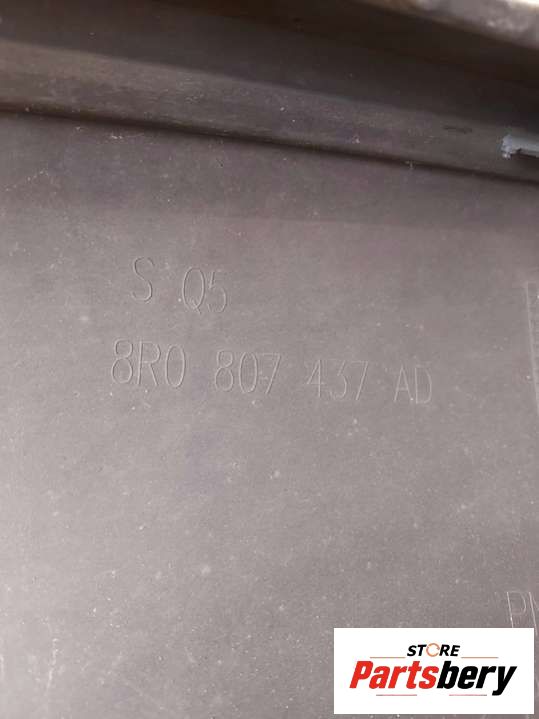 S Q5
8R0 807 437 AD
STORE
Partsbery